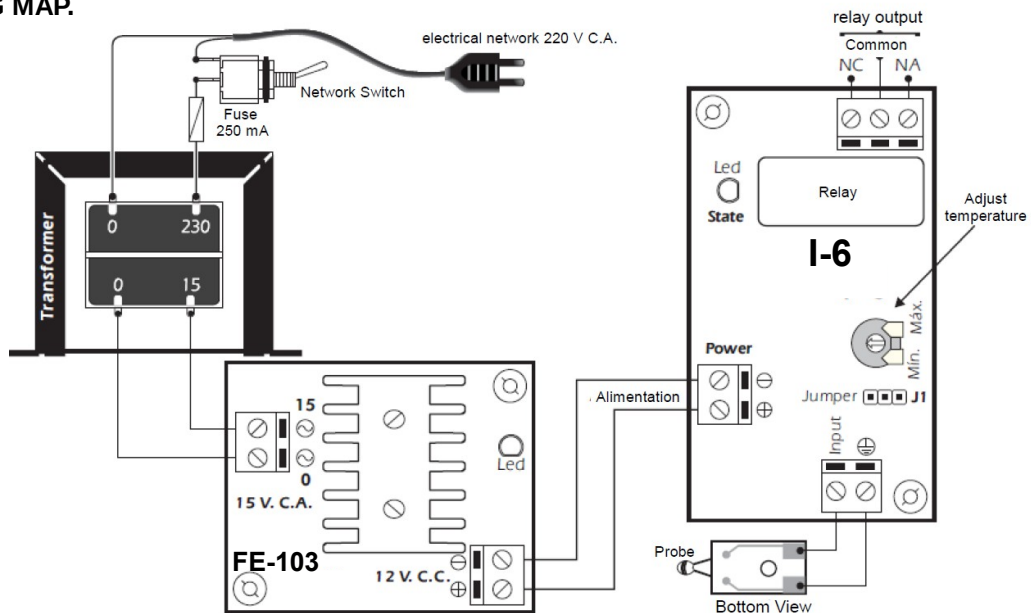 G MAP.
relay output
Common
NC NA
electrical network 220 V C.A.
Network Switch
Fuse
250 mA
Transformer
0 230
0 15
Led
State
Relay
I-6
Adjust
temperature
Máx.
Mín.
Power
Alimentation
Jumper J1
Input
15
0
15 V. C.A.
Led
FE-103
12 V. C.C.
Probe
Bottom View